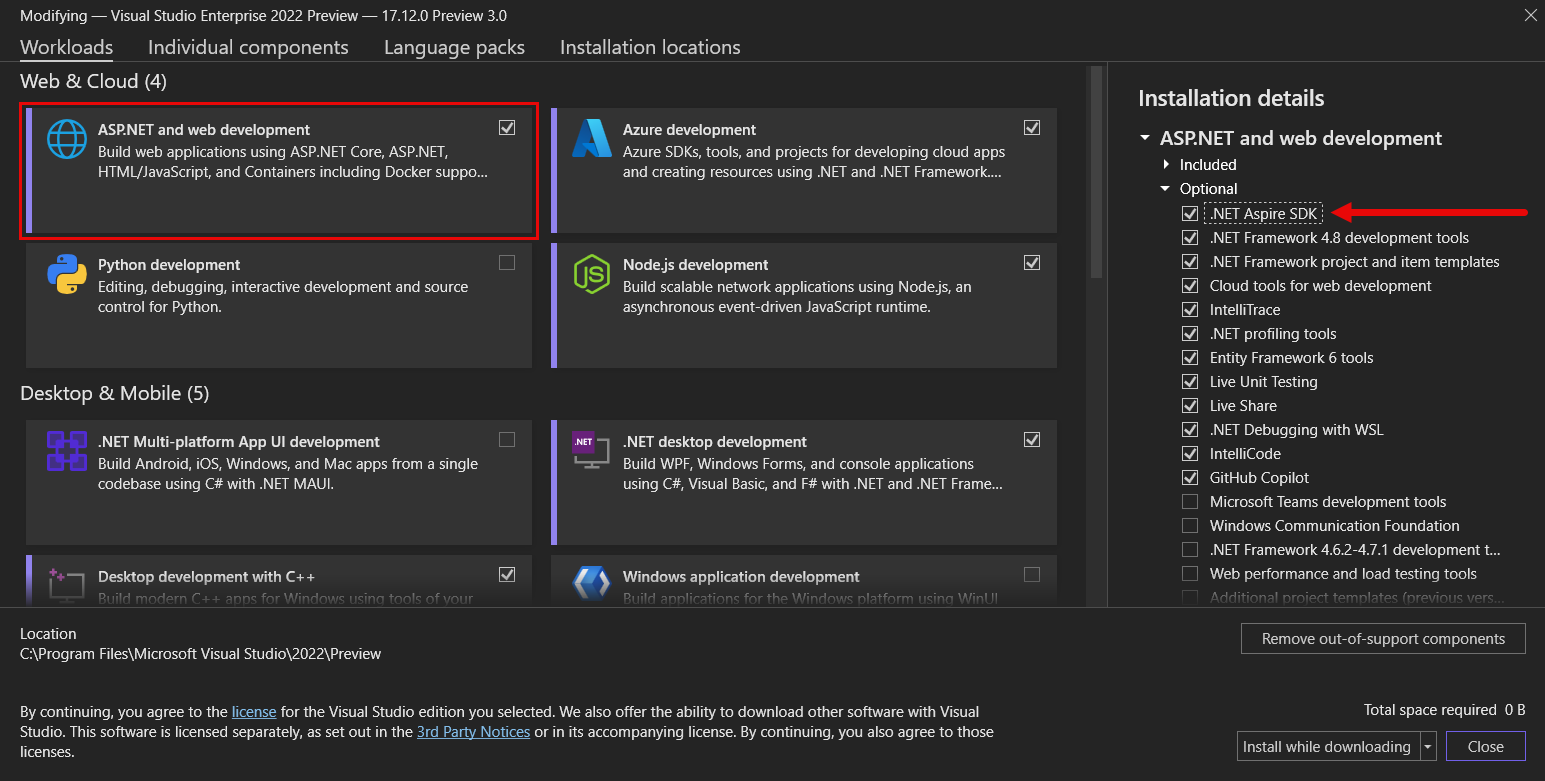 Modifying — Visual Studio Enterprise 2022 Preview — 17.12.0 Preview 3.0
Workloads
Individual components
Language packs
Installation locations
Web & Cloud (4)
ASP.NET and web development
Build web applications using ASP.NET Core, ASP.NET,
HTML/JavaScript, and Containers including Docker suppo...
Azure development
Azure SDKs, tools, and projects for developing cloud apps
and creating resources using .NET and .NET Framework....
Python development
Editing, debugging, interactive development and source
control for Python.
JS
Node.js development
Build scalable network applications using Node.js, an
asynchronous event-driven JavaScript runtime.
Desktop & Mobile (5)
.NET Multi-platform App UI development
Build Android, iOS, Windows, and Mac apps from a single
codebase using C# with .NET MAUI.
.NET
.NET desktop development
Build WPF, Windows Forms, and console applications
using C#, Visual Basic, and F# with .NET and .NET Frame...
Desktop development with C++
Build modern C++ apps for Windows using tools of your
Windows application development
Build applications for the Windows platform using WinUI
Installation details
ASP.NET and web development
Included
Optional
.NET Aspire SDK
.NET Framework 4.8 development tools
.NET Framework project and item templates
Cloud tools for web development
IntelliTrace
.NET profiling tools
Entity Framework 6 tools
Live Unit Testing
Live Share
.NET Debugging with WSL
IntelliCode
GitHub Copilot
Microsoft Teams development tools
Windows Communication Foundation
.NET Framework 4.6.2-4.7.1 development t...
Web performance and load testing tools
Additional project templates (previous vers...
Location
C:\Program Files\Microsoft Visual Studio\2022\Preview
Remove out-of-support components
By continuing, you agree to the license for the Visual Studio edition you selected. We also offer the ability to download other software with Visual
Studio. This software is licensed separately, as set out in the 3rd Party Notices or in its accompanying license. By continuing, you also agree to those
licenses.
Total space required 0 B
Install while downloading
Close